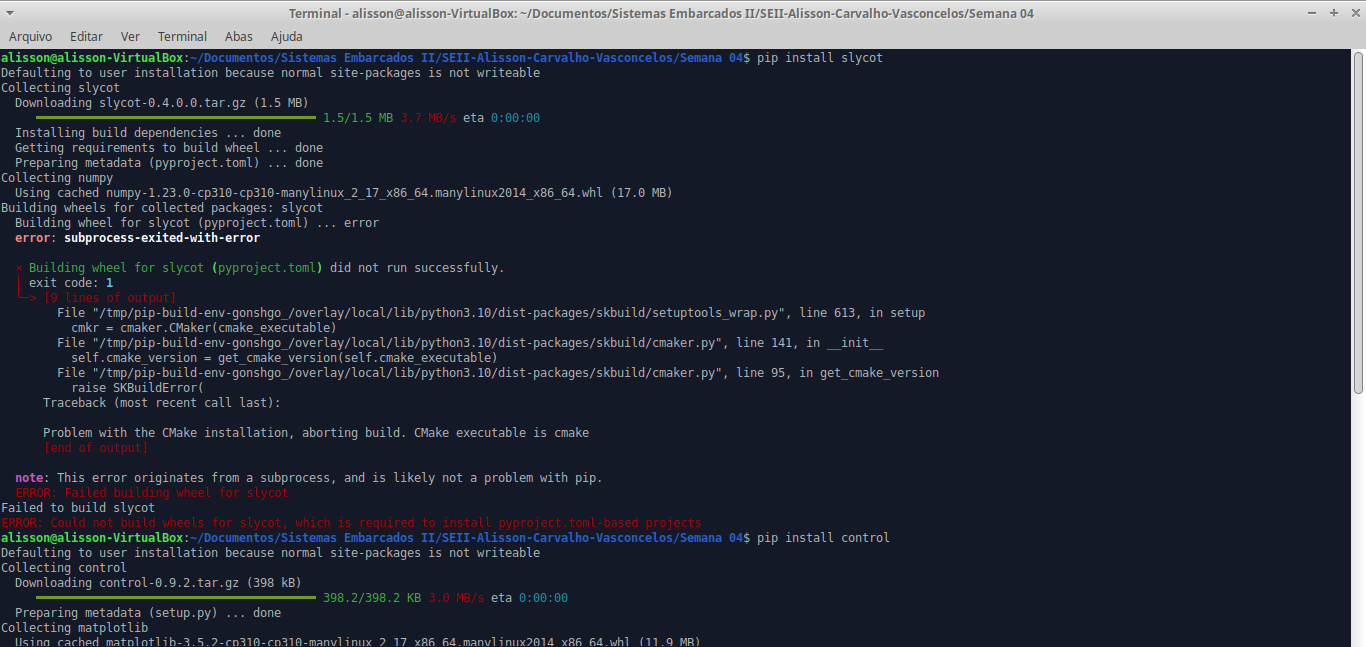 Terminal - alisson@alisson-VirtualBox: ~/Documentos/Sistemas Embarcados II/SEII-Alisson-Carvalho-Vasconcelos/Semana 04
Arquivo Editar Ver Terminal Abas Ajuda
alisson@alisson-VirtualBox:~/Documentos/Sistemas Embarcados II/SEII-Alisson-Carvalho-Vasconcelos/Semana 04$ pip install slycot
Defaulting to user installation because normal site-packages is not writeable
Collecting slycot
  Downloading slycot-0.4.0.0.tar.gz (1.5 MB)
     1.5/1.5 MB 3.7 MB/s eta 0:00:00
  Installing build dependencies ... done
  Getting requirements to build wheel ... done
  Preparing metadata (pyproject.toml) ... done
Collecting numpy
  Using cached numpy-1.23.0-cp310-cp310-manylinux_2_17_x86_64.manylinux2014_x86_64.whl (17.0 MB)
Building wheels for collected packages: slycot
  Building wheel for slycot (pyproject.toml) ... error
  error: subprocess-exited-with-error

  × Building wheel for slycot (pyproject.toml) did not run successfully.
  │ exit code: 1
  ╰─> [9 lines of output]
        File "/tmp/pip-build-env-gonshgo_/overlay/local/lib/python3.10/dist-packages/skbuild/setuptools_wrap.py", line 613, in setup
          cmkr = cmaker.CMaker(cmake_executable)
        File "/tmp/pip-build-env-gonshgo_/overlay/local/lib/python3.10/dist-packages/skbuild/cmaker.py", line 141, in __init__
          self.cmake_version = get_cmake_version(self.cmake_executable)
        File "/tmp/pip-build-env-gonshgo_/overlay/local/lib/python3.10/dist-packages/skbuild/cmaker.py", line 95, in get_cmake_version
          raise SKBuildError(
      Traceback (most recent call last):

      Problem with the CMake installation, aborting build. CMake executable is cmake
      [end of output]

  note: This error originates from a subprocess, and is likely not a problem with pip.
  ERROR: Failed building wheel for slycot
Failed to build slycot
ERROR: Could not build wheels for slycot, which is required to install pyproject.toml-based projects
alisson@alisson-VirtualBox:~/Documentos/Sistemas Embarcados II/SEII-Alisson-Carvalho-Vasconcelos/Semana 04$ pip install control
Defaulting to user installation because normal site-packages is not writeable
Collecting control
  Downloading control-0.9.2.tar.gz (398 kB)
     398.2/398.2 KB 3.0 MB/s eta 0:00:00
  Preparing metadata (setup.py) ... done
Collecting matplotlib
  Using cached matplotlib-3.5.2-cp310-cp310-manylinux_2_17_x86_64.manylinux2014_x86_64.whl (11.9 MB)